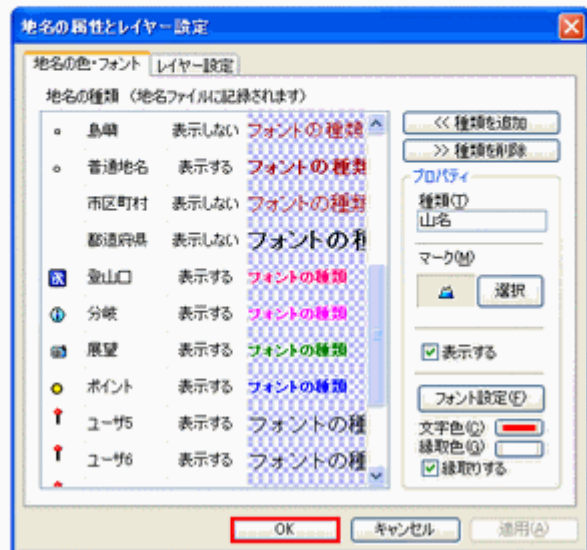 地名の属性とレイヤー設定
地名の色・フォント レイヤー設定
地名の種類 (地名ファイルに記録されます)
島嶼 表示しない フォントの種類
普通地名 表示する フォントの種類
市区町村 表示しない フォントの種類
都道府県 表示しない フォントの種
登山口 表示する フォントの種類
分岐 表示する フォントの種類
展望 表示する フォントの種類
ポイント 表示する フォントの種類
ユーザ5 表示する フォントの種
ユーザ6 表示する フォントの種
<< 種類を追加
>> 種類を削除
プロパティ
種類(T)
山名
マーク(M)
選択
表示する
フォント設定(F)
文字色(C)
縁取色(G)
縁取りする
OK キャンセル 適用(A)